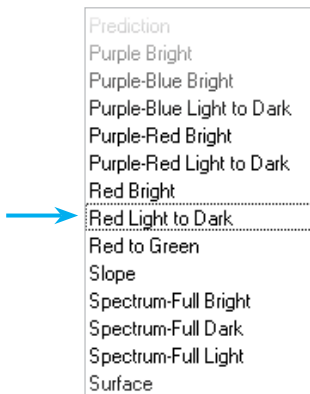 Prediction
Purple Bright
Purple-Blue Bright
Purple-Blue Light to Dark
Purple-Red Bright
Purple-Red Light to Dark
Red Bright
Red Light to Dark
Red to Green
Slope
Spectrum-Full Bright
Spectrum-Full Dark
Spectrum-Full Light
Surface